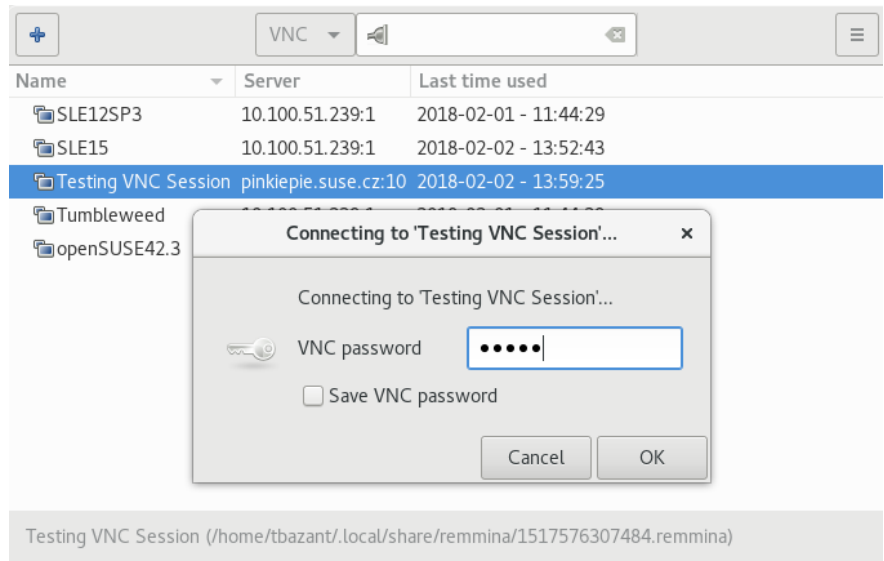 VNC
Name Server Last time used
SLE12SP3 10.100.51.239:1 2018-02-01 - 11:44:29
SLE15 10.100.51.239:1 2018-02-02 - 13:52:43
Testing VNC Session pinkiepie.suse.cz:10 2018-02-02 - 13:59:25
Tumbleweed
openSUSE42.3
Connecting to 'Testing VNC Session'...
Connecting to 'Testing VNC Session'...
VNC password •••••
Save VNC password
Cancel OK
Testing VNC Session (/home/tbazant/.local/share/remmina/1517576307484.remmina)